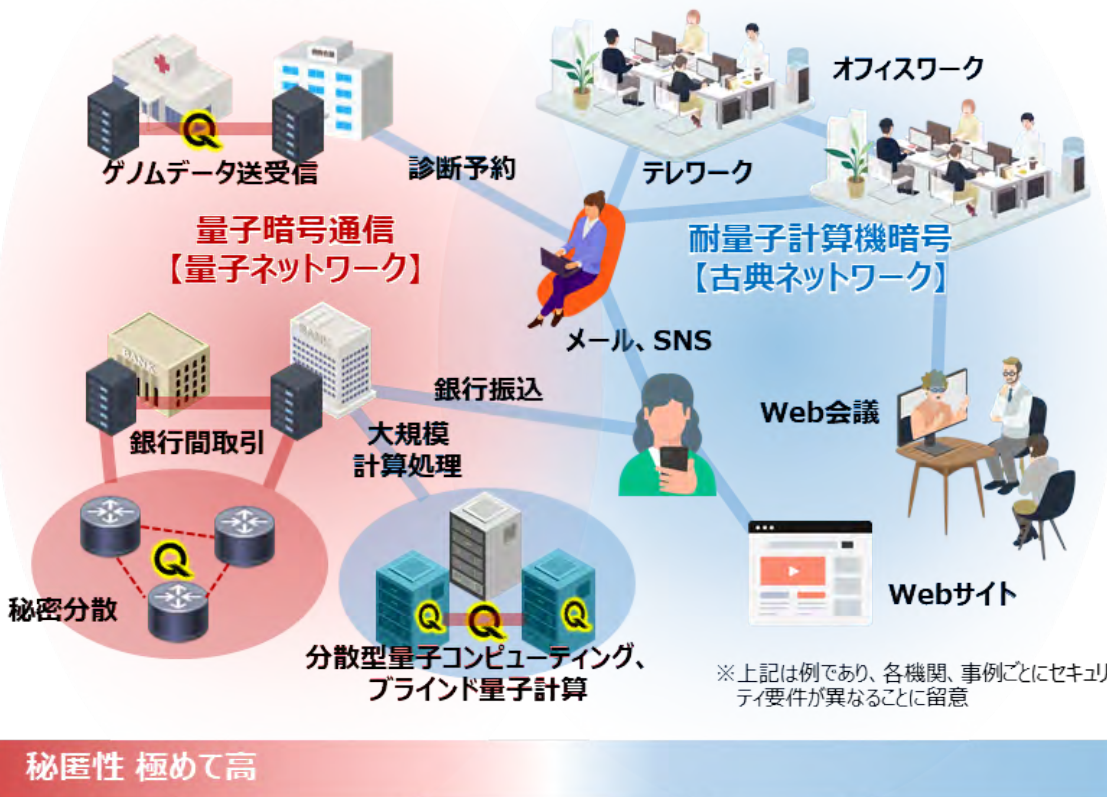 オフィスワーク
ゲノムデータ送受信
診断予約
テレワーク
量子暗号通信
【量子ネットワーク】
耐量子計算機暗号
【古典ネットワーク】
メール、SNS
BANK
BANK
銀行振込
Web会議
銀行間取引
大規模
計算処理
Q
Q
Q
Q
Q
秘密分散
Webサイト
分散型量子コンピューティング、
ブラインド量子計算
※上記は例であり、各機関、事例ごとにセキュリ
ティ要件が異なることに留意
秘匿性 極めて高